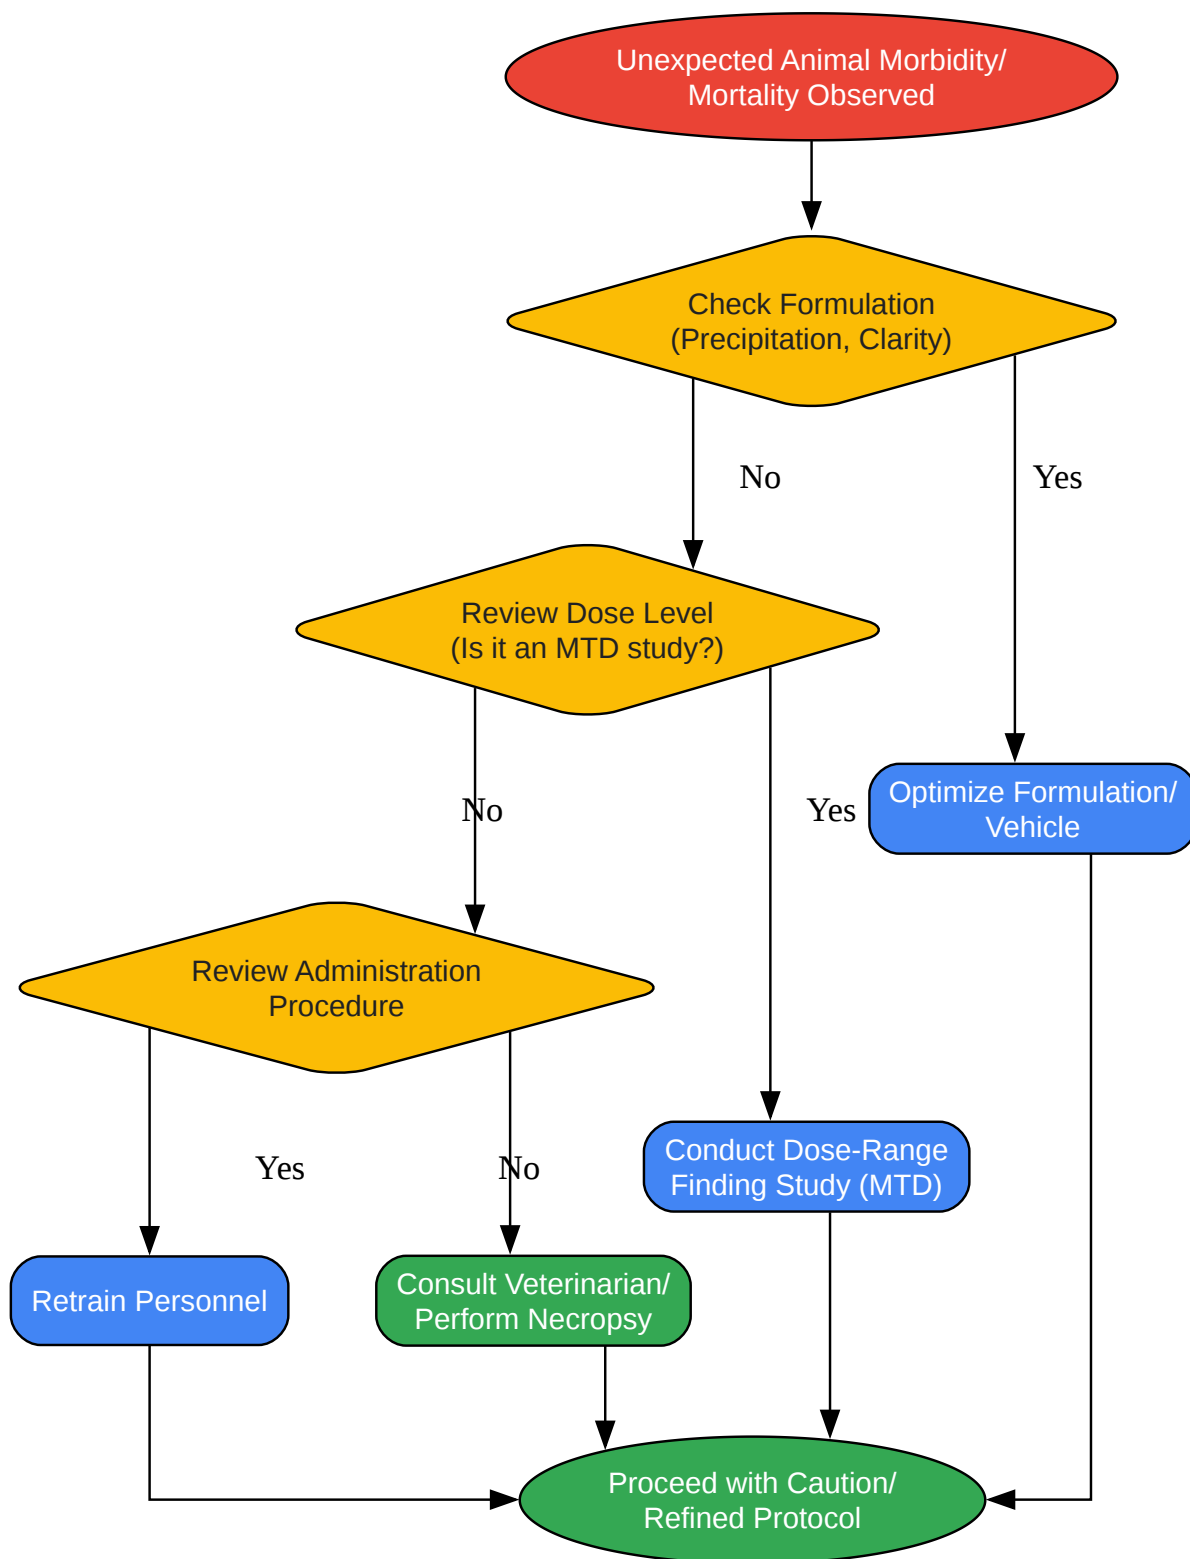 Unexpected Animal Morbidity/
Mortality Observed
Check Formulation
(Precipitation, Clarity)
No
Yes
Review Dose Level
(Is it an MTD study?)
Optimize Formulation/
Vehicle
No
Yes
Review Administration
Procedure
Conduct Dose-Range
Finding Study (MTD)
Yes
No
Retrain Personnel
Consult Veterinarian/
Perform Necropsy
Proceed with Caution/
Refined Protocol